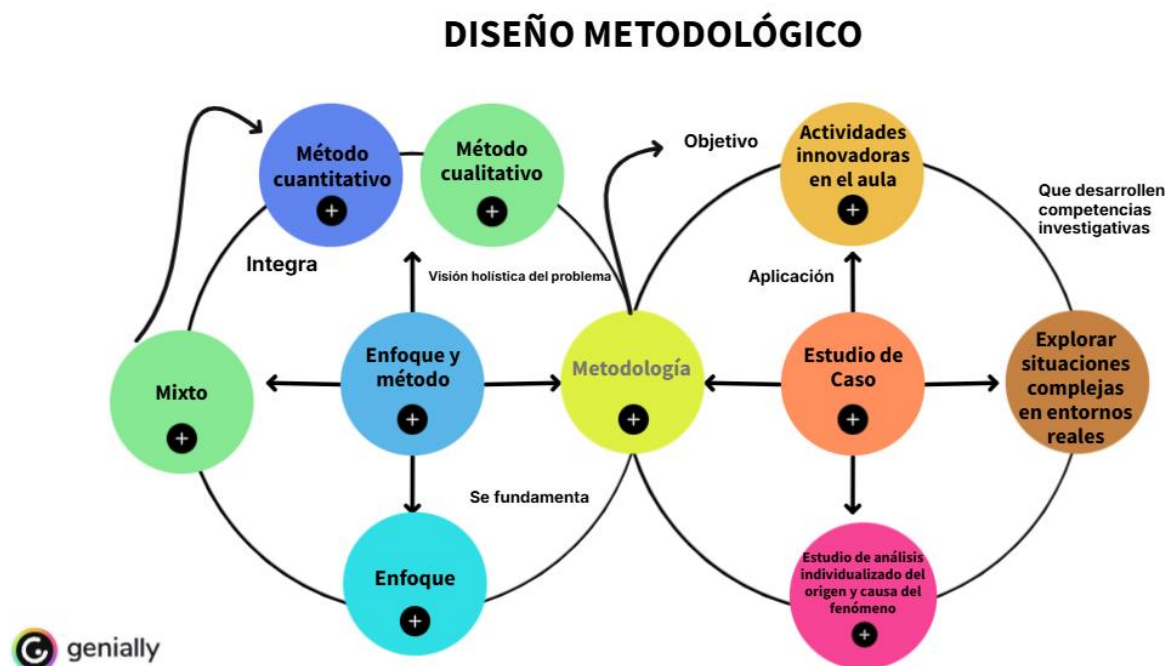 DISEÑO METODOLÓGICO
Método
cuantitativo
Método
cualitativo
Objetivo
Actividades
innovadoras
en el aula
Que desarrollen
competencias
investigativas
Integra
Visión holística del problema
Aplicación
Mixto
Enfoque y
método
Metodología
Estudio de
Caso
Explorar
situaciones
complejas
en entornos
reales
Se fundamenta
Enfoque
Estudio de análisis
individualizado del
origen y causa del
fenómeno
genially